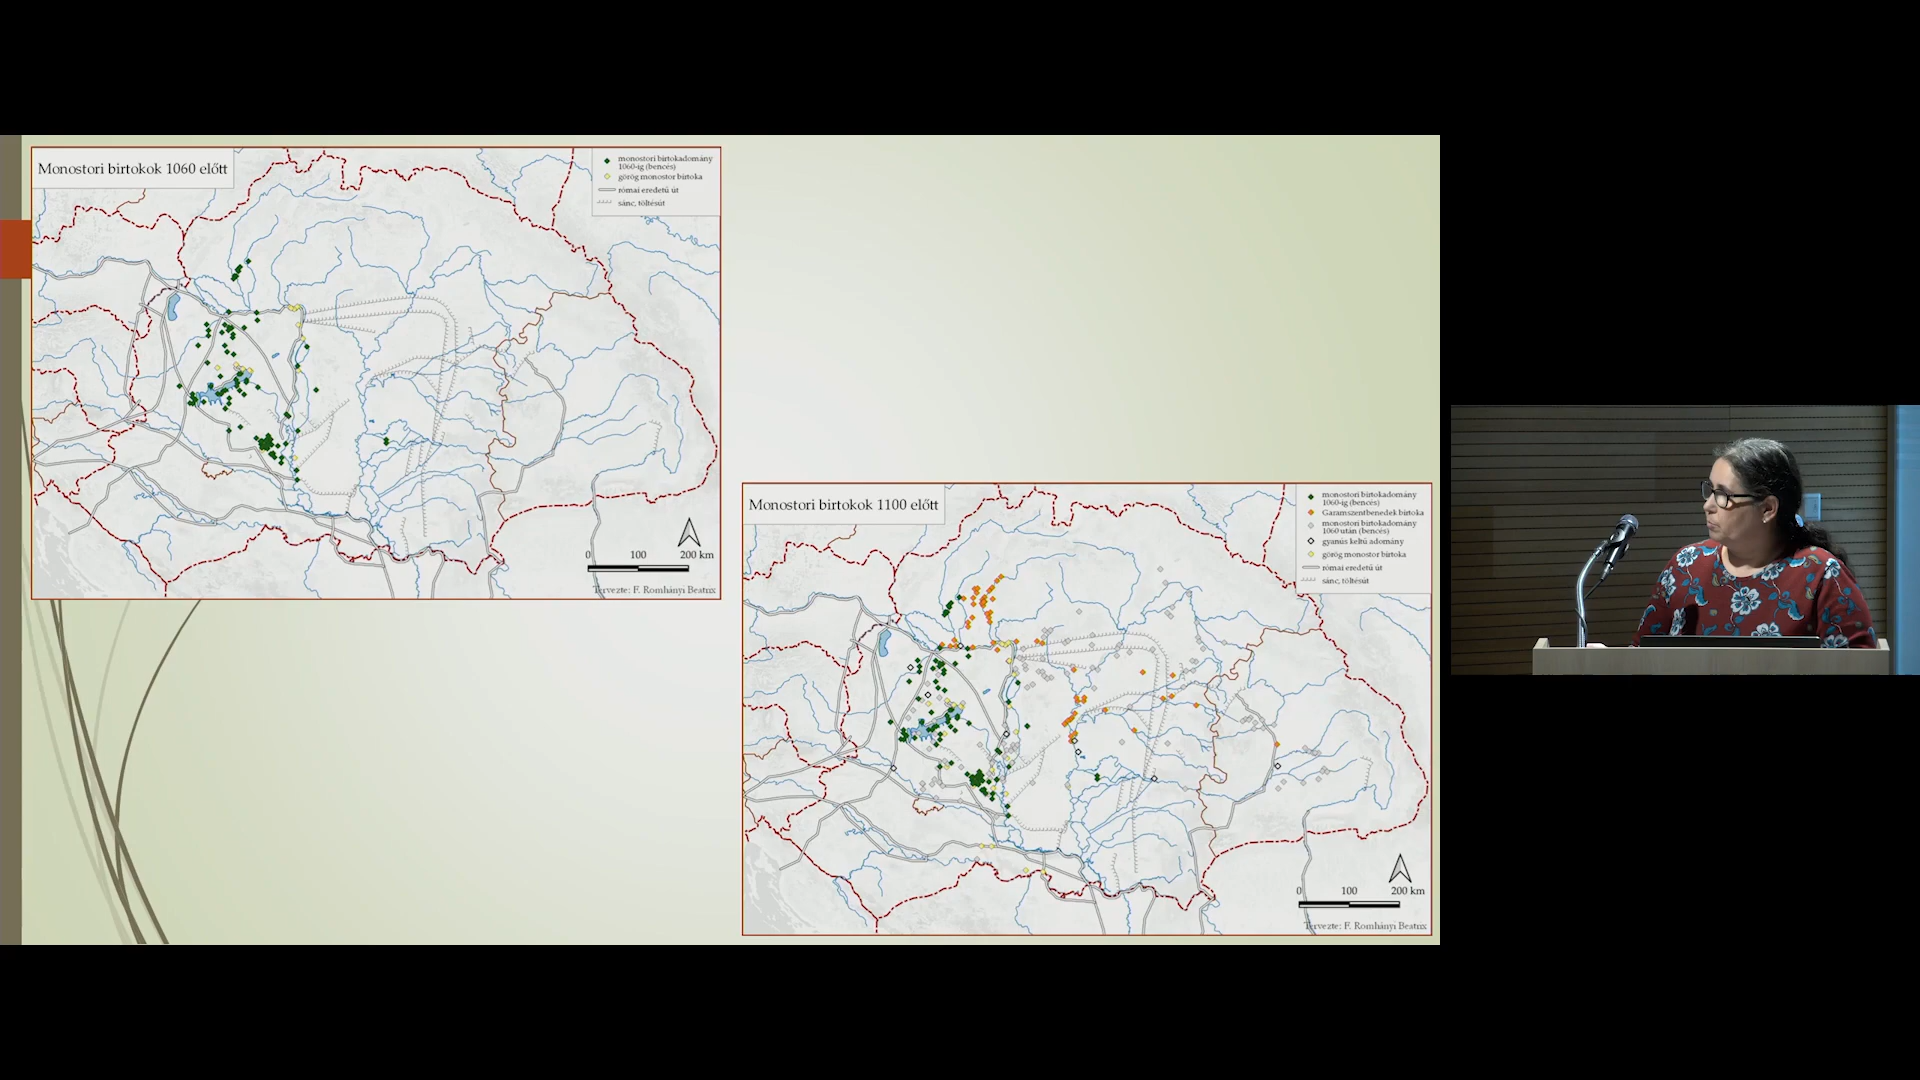 Monostori birtokok 1060 előtt
monostori birtokadomány
1060-ig (bencés)
görög monostor birtoka
római eredetű út
sánc, töltésút
0 100 200 km
Tervezte: F. Romhányi Beatrix
Monostori birtokok 1100 előtt
monostori birtokadomány
1060-ig (bencés)
Garamszentbenedek birtoka
monostori birtokadomány
1060 után (bencés)
gyanús keltű adomány
görög monostor birtoka
római eredetű út
sánc, töltésút
0 100 200 km
Tervezte: F. Romhányi Beatrix